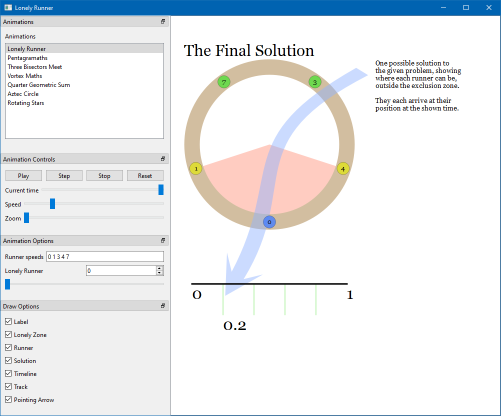 Lonely Runner
Animations
Animations
Lonely Runner
Pentagramaths
Three Bisectors Meet
Vortex Maths
Quarter Geometric Sum
Aztec Circle
Rotating Stars
Animation Controls
Play Step Stop Reset
Current time
Speed
Zoom
Animation Options
Runner speeds 0 1 3 4 7
Lonely Runner 0
Draw Options
Label
Lonely Zone
Runner
Solution
Timeline
Track
Pointing Arrow
The Final Solution
One possible solution to
the given problem, showing
where each runner can be,
outside the exclusion zone.
They each arrive at their
position at the shown time.
7 3
1 4
0
0 1
0.2